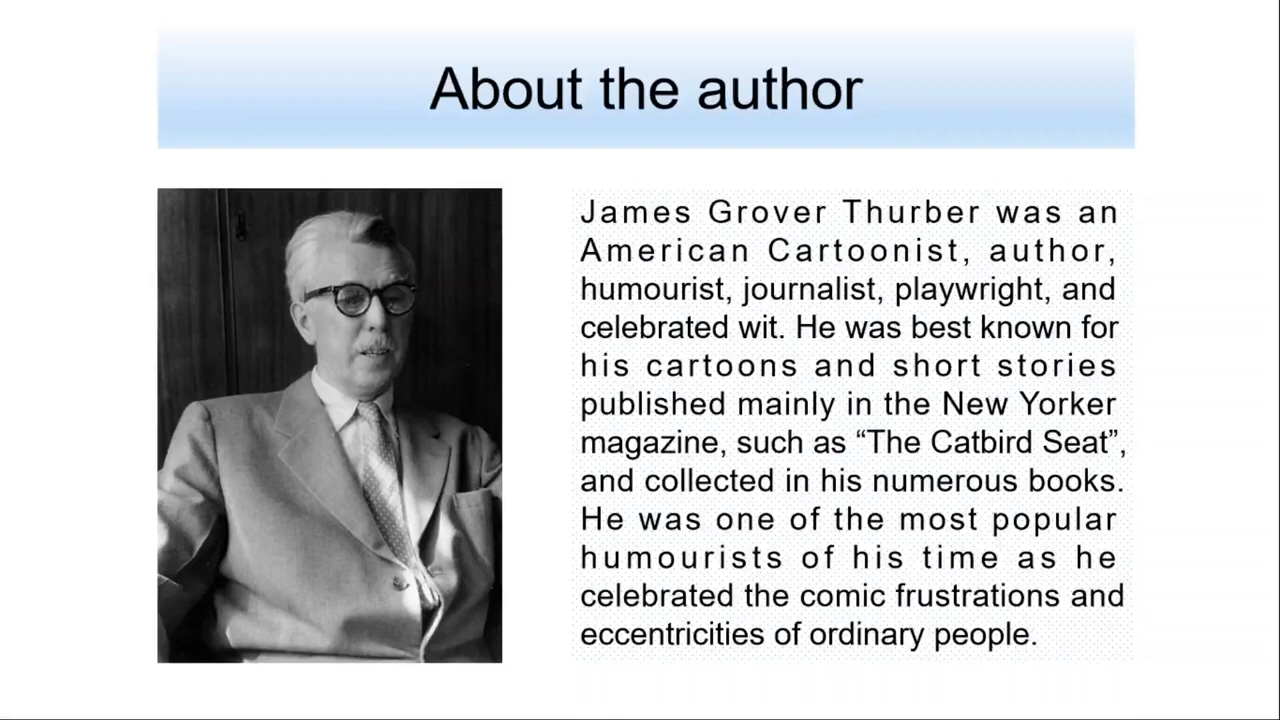 About the author
James Grover Thurber was an
American Cartoonist, author,
humourist, journalist, playwright, and
celebrated wit. He was best known for
his cartoons and short stories
published mainly in the New Yorker
magazine, such as “The Catbird Seat”,
and collected in his numerous books.
He was one of the most popular
humourists of his time as he
celebrated the comic frustrations and
eccentricities of ordinary people.